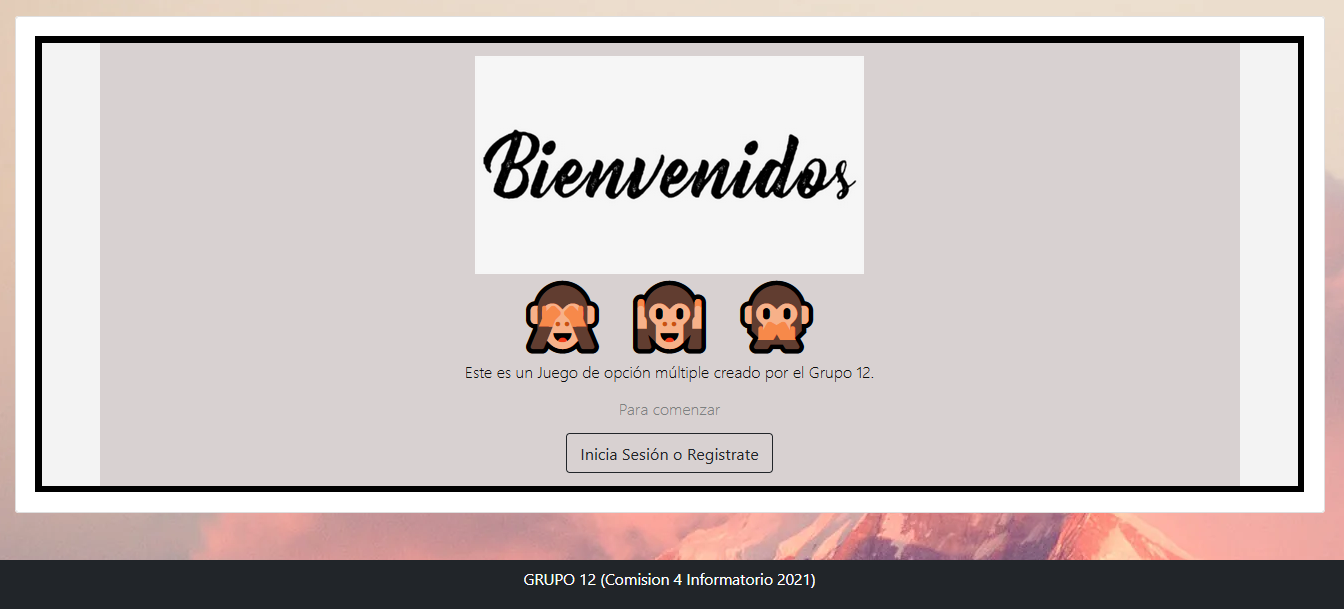 Bienvenidos
Este es un Juego de opción múltiple creado por el Grupo 12.
Para comenzar
Inicia Sesión o Registrate
GRUPO 12 (Comision 4 Informatorio 2021)